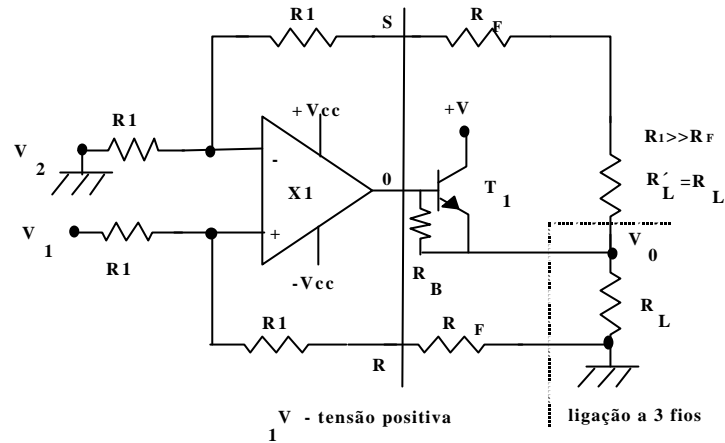 R1
S
R F
+Vcc
+V
R1
V 2
-
X1
0
T 1
R1>>R F
R´L =R L
V 1
+
R1
-Vcc
R B
V 0
R L
R1
R F
R
V 1 - tensão positiva
ligação a 3 fios